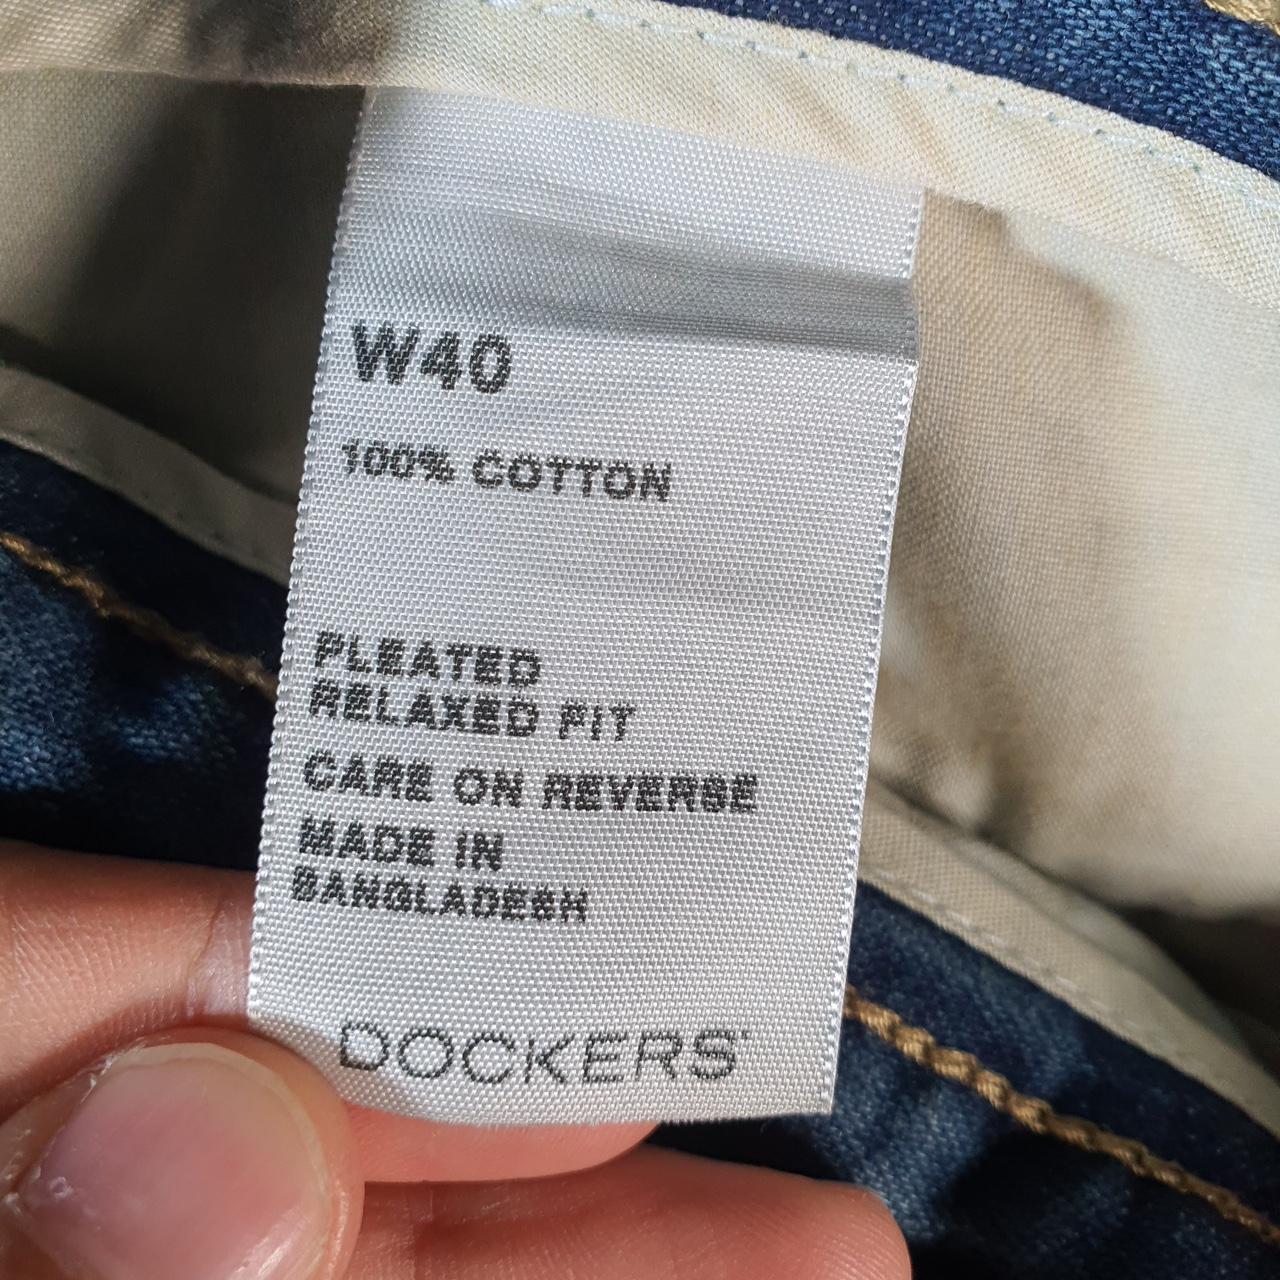 W40
100% COTTON
PLEATED
RELAXED FIT
CARE ON REVERSE
MADE IN
BANGLADESH
DOCKERS